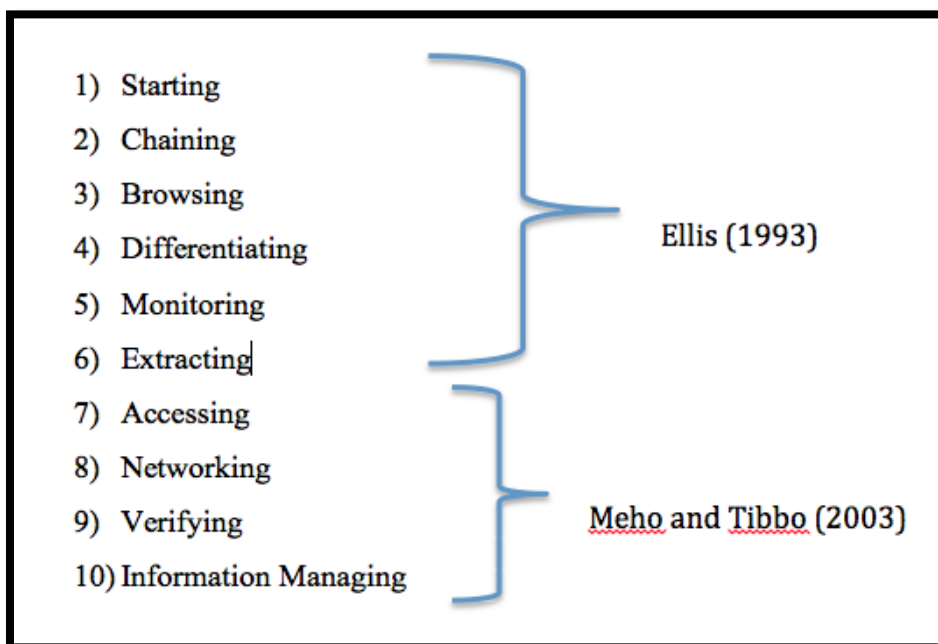 1) Starting
2) Chaining
3) Browsing
4) Differentiating
5) Monitoring
6) Extracting
7) Accessing
8) Networking
9) Verifying
10) Information Managing
Ellis (1993)
Meho and Tibbo (2003)